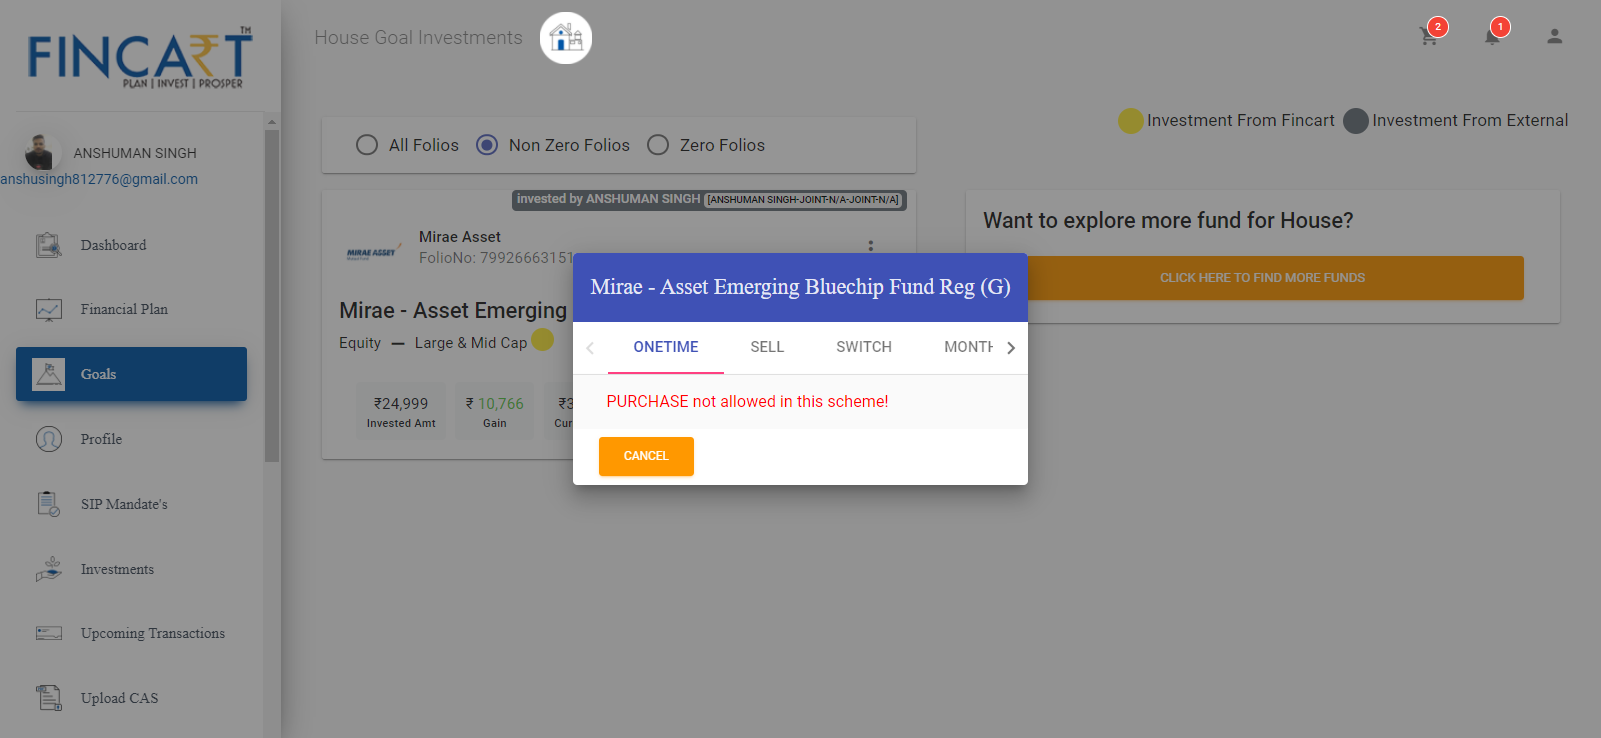 FINCART TM
PLAN | INVEST | PROSPER
ANSHUMAN SINGH
anshusingh812776@gmail.com
Dashboard
Financial Plan
Goals
Profile
SIP Mandate's
Investments
Upcoming Transactions
Upload CAS
House Goal Investments
2
1
Investment From Fincart
Investment From External
All Folios
Non Zero Folios
Zero Folios
invested by ANSHUMAN SINGH [ANSHUMAN SINGH-JOINT-N/A-JOINT-N/A]
MIRAE ASSET
Mirae Asset
FolioNo: 79926663151
Mirae - Asset Emerging
Equity — Large & Mid Cap
₹24,999
Invested Amt
₹ 10,766
Gain
₹3
Cur
Want to explore more fund for House?
CLICK HERE TO FIND MORE FUNDS
Mirae - Asset Emerging Bluechip Fund Reg (G)
ONETIME
SELL
SWITCH
MONTH
PURCHASE not allowed in this scheme!
CANCEL